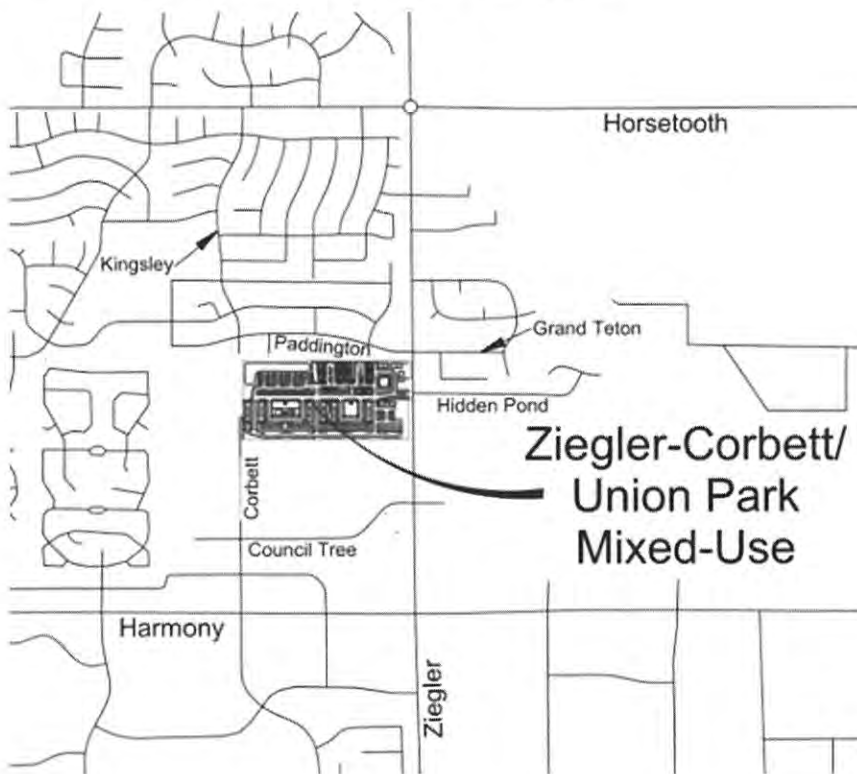 Horsetooth
Kingsley
Grand Teton
Paddington
Hidden Pond
Ziegler-Corbett/
Union Park
Mixed-Use
Corbett
Council Tree
Harmony
Ziegler